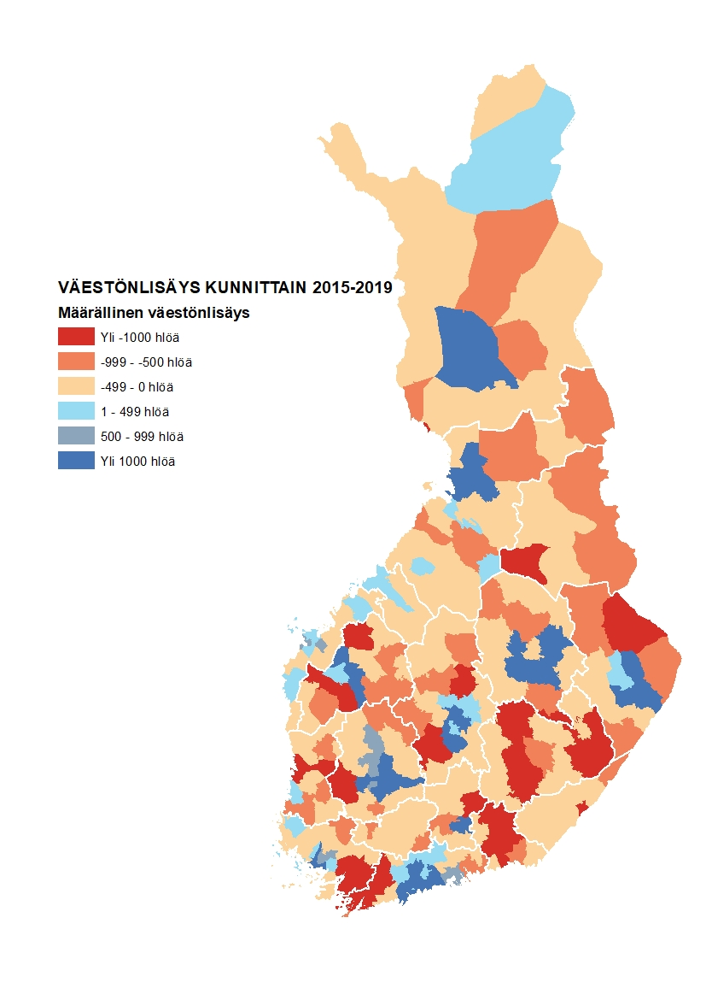 VÄESTÖNLISÄYS KUNNITTAIN 2015-2019
Määrällinen väestönlisäys
Yli -1000 hlöä
-999 - -500 hlöä
-499 - 0 hlöä
1 - 499 hlöä
500 - 999 hlöä
Yli 1000 hlöä